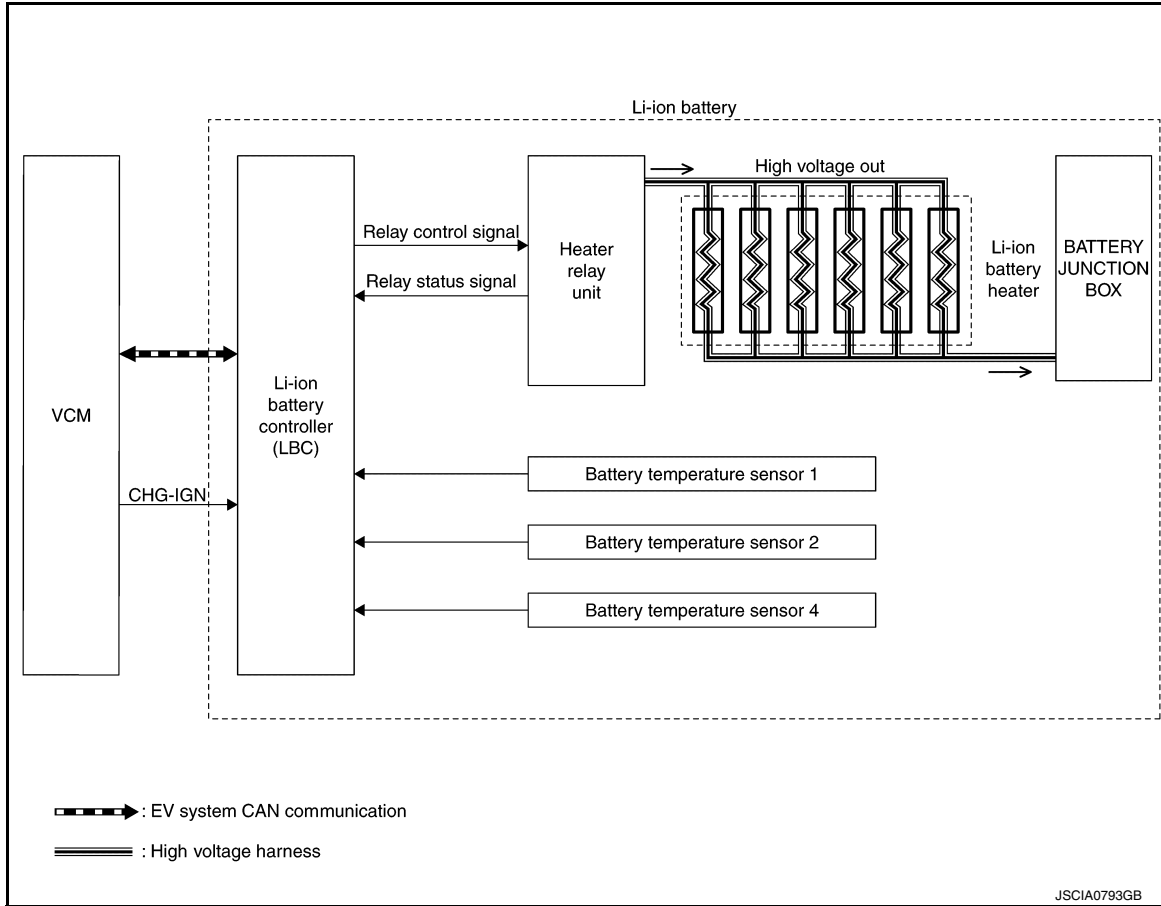 Li-ion battery
VCM
CHG-IGN
Li-ion
battery
controller
(LBC)
Relay control signal
Relay status signal
Heater
relay
unit
High voltage out
Li-ion
battery
heater
BATTERY
JUNCTION
BOX
Battery temperature sensor 1
Battery temperature sensor 2
Battery temperature sensor 4
: EV system CAN communication
: High voltage harness
JSCIA0793GB